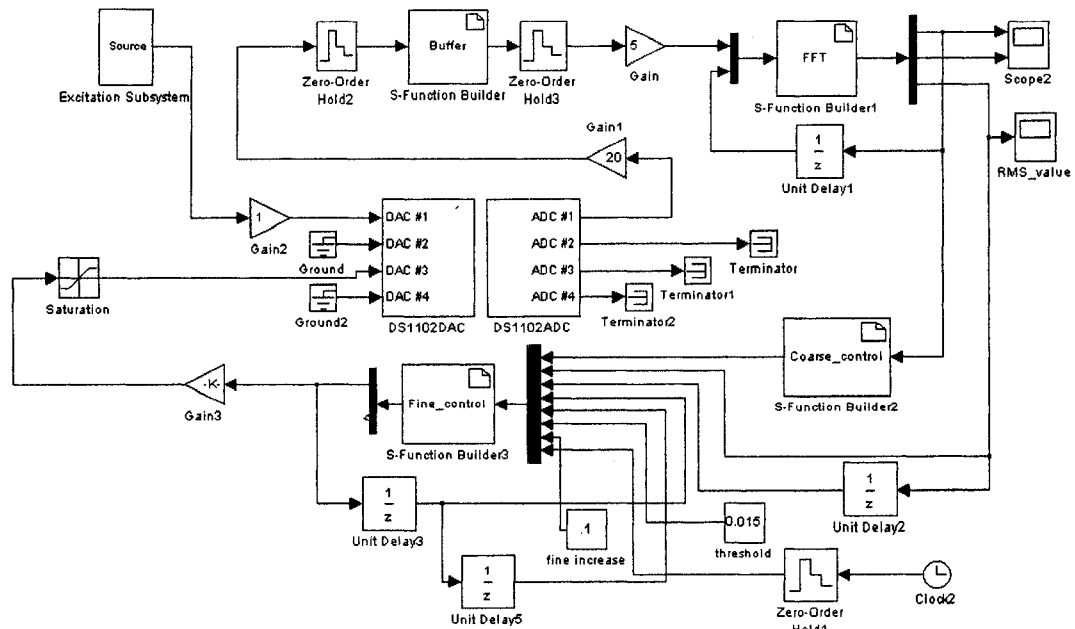 Source
Excitation Subsystem
Zero-Order
Hold2
Buffer
S-Function Builder
Zero-Order
Hold3
5
Gain
FFT
S-Function Builder1
Scope2
Gain1
20
1
z
Unit Delay1
RMS_value
1
Gain2
DAC #1
DAC #2
DAC #3
DAC #4
DS1102DAC
ADC #1
ADC #2
ADC #3
ADC #4
DS1102ADC
Ground
Ground2
Terminator
Terminator1
Terminator2
Saturation
Coarse_control
S-Function Builder2
-K-
Gain3
Fine_control
S-Function Builder3
1
z
Unit Delay3
1
z
Unit Delay2
.1
fine increase
0.015
threshold
1
z
Unit Delay5
Zero-Order
Hold4
Clock2